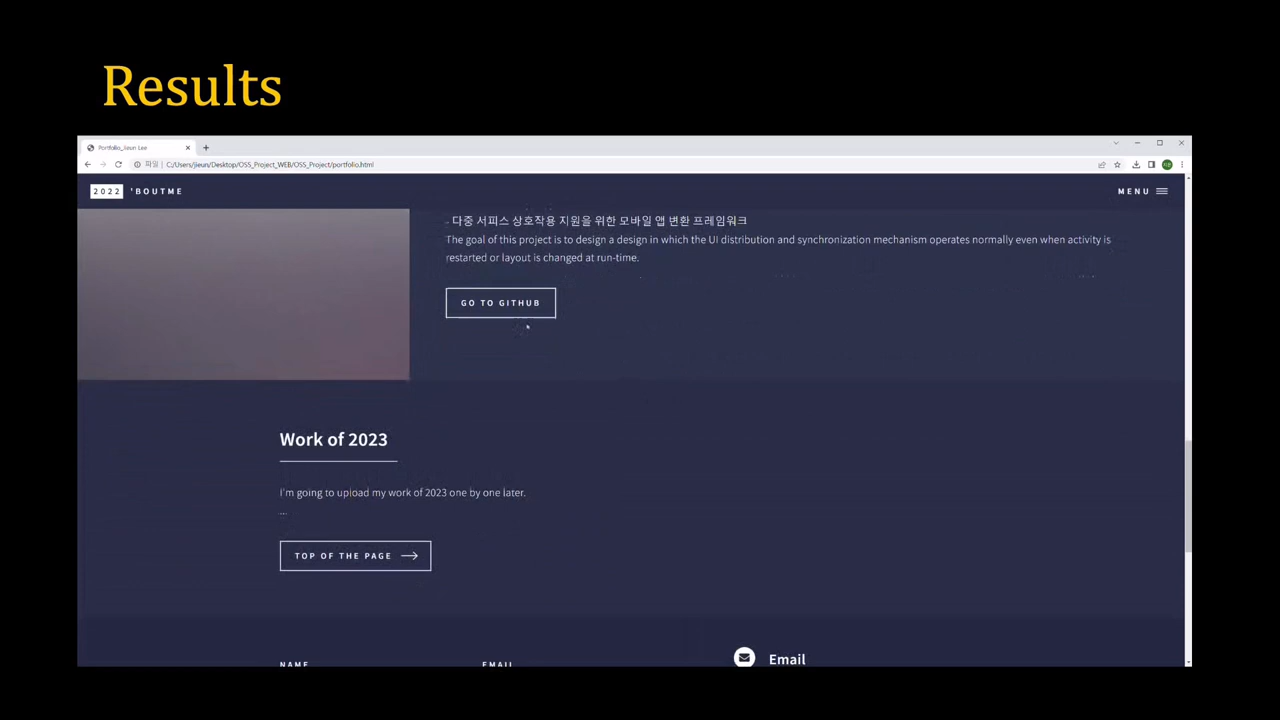 Results
Portfolio_Jieun Lee
파일 C:/Users/jieun/Desktop/OSS_Project_WEB/OSS_Project/portfolio.html
2022 'BOUTME
MENU
- 다중 서피스 상호작용 지원을 위한 모바일 앱 변환 프레임워크
The goal of this project is to design a design in which the UI distribution and synchronization mechanism operates normally even when activity is
restarted or layout is changed at run-time.
GO TO GITHUB
Work of 2023
I'm going to upload my work of 2023 one by one later.
...
TOP OF THE PAGE
NAME
EMAIL
Email